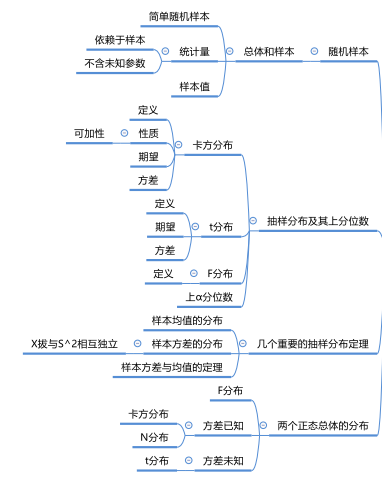 简单随机样本
依赖于样本
统计量
总体和样本
随机样本
不含未知参数
样本值
定义
可加性
性质
卡方分布
期望
方差
定义
期望
t分布
抽样分布及其上分位数
方差
定义
F分布
上α分位数
样本均值的分布
X拔与S^2相互独立
样本方差的分布
几个重要的抽样分布定理
样本方差与均值的定理
F分布
卡方分布
方差已知
两个正态总体的分布
N分布
t分布
方差未知